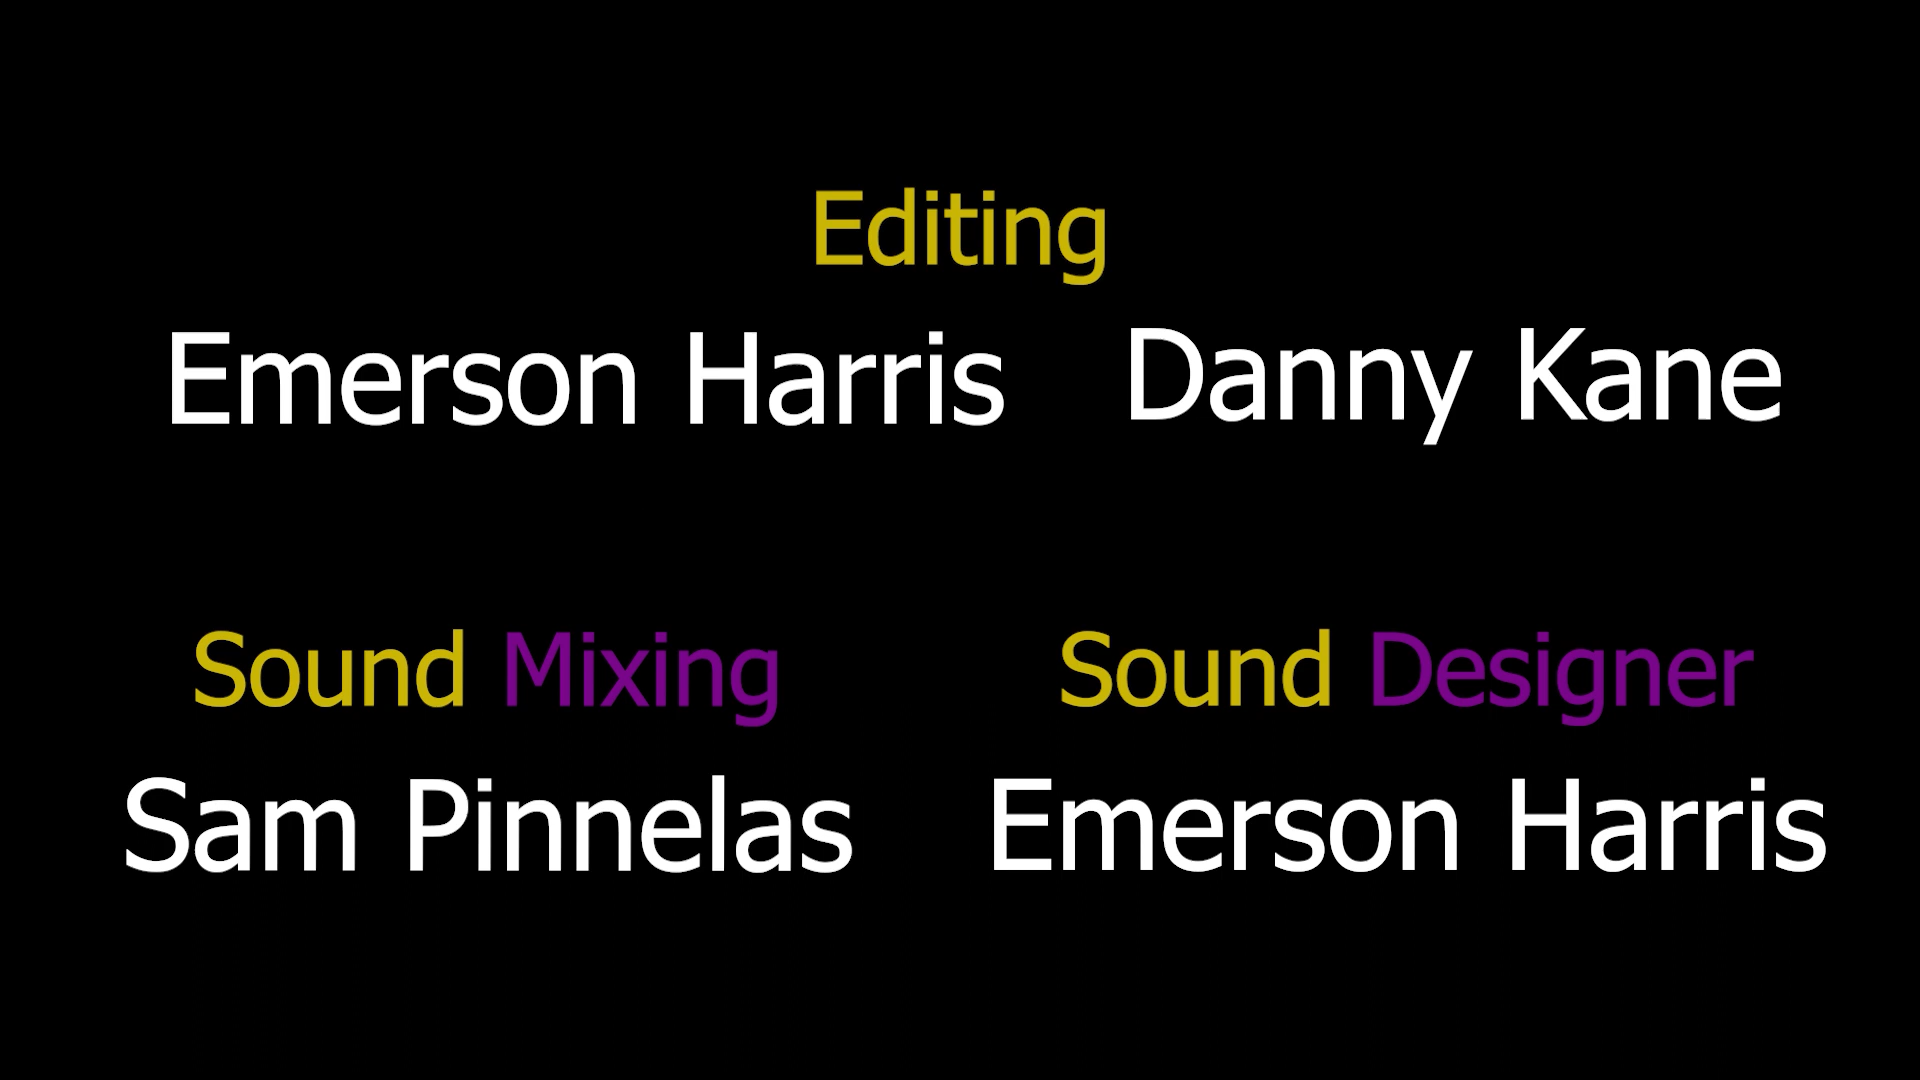 Editing
Emerson Harris Danny Kane
Sound Mixing Sound Designer
Sam Pinnelas Emerson Harris